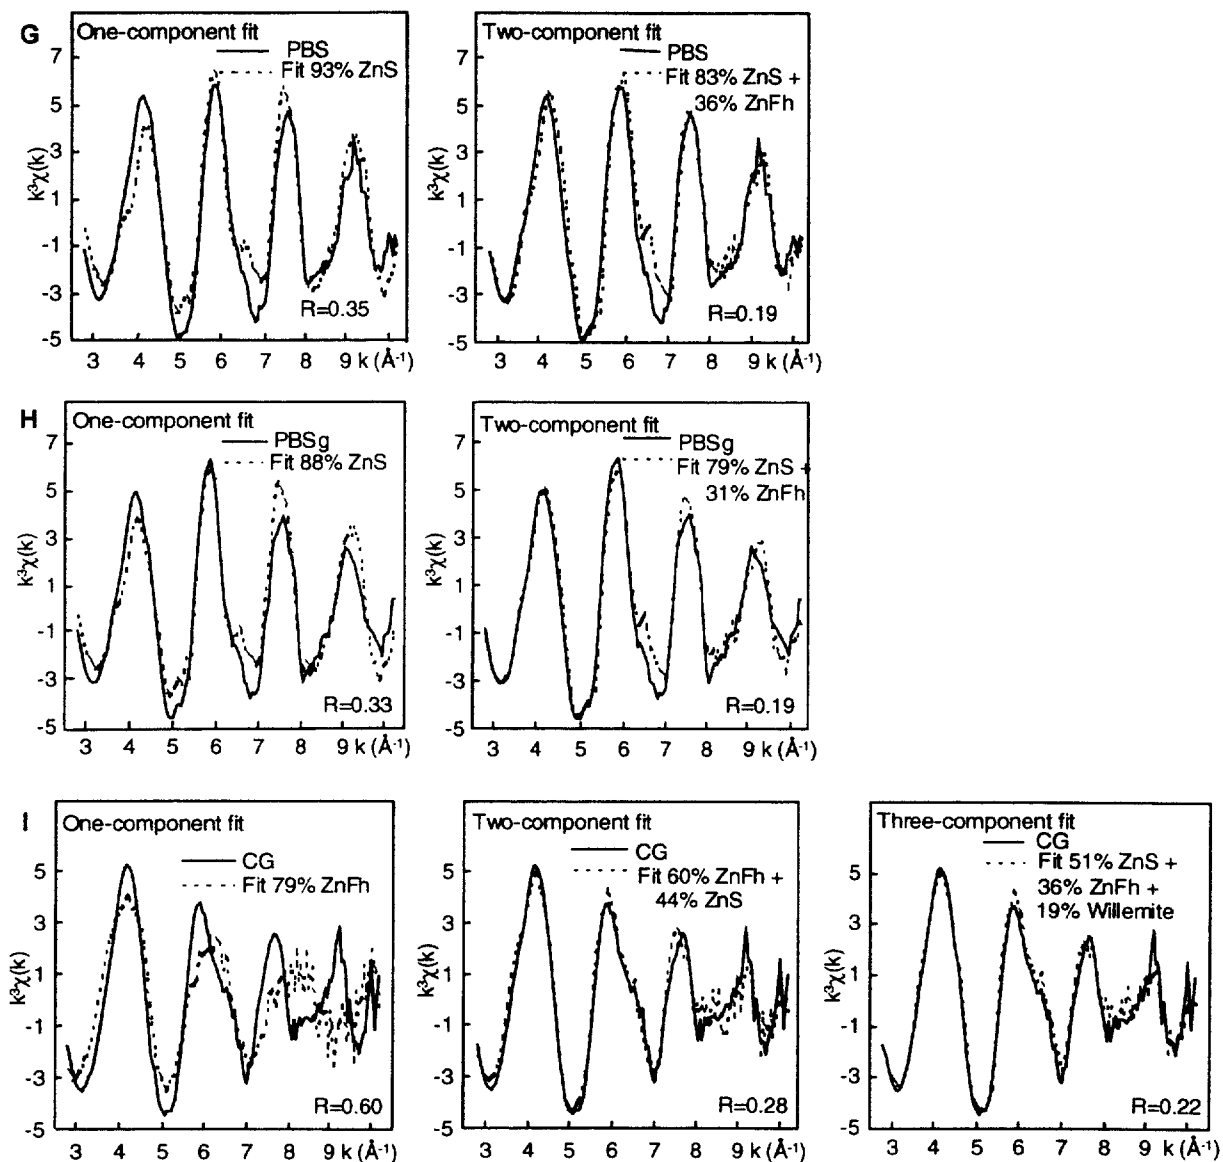 G
One-component fit
PBS
Fit 93% ZnS
7
5
3
1
-1
-3
-5
k³χ(k)
R=0.35
3 4 5 6 7 8 9 k (Å⁻¹)
Two-component fit
PBS
Fit 83% ZnS +
36% ZnFh
7
5
3
1
-1
-3
-5
k³χ(k)
R=0.19
3 4 5 6 7 8 9 k (Å⁻¹)
H
One-component fit
PBSg
Fit 88% ZnS
7
5
3
1
-1
-3
-5
k³χ(k)
R=0.33
3 4 5 6 7 8 9 k (Å⁻¹)
Two-component fit
PBSg
Fit 79% ZnS +
31% ZnFh
7
5
3
1
-1
-3
-5
k³χ(k)
R=0.19
3 4 5 6 7 8 9 k (Å⁻¹)
I
One-component fit
CG
Fit 79% ZnFh
5
3
1
-1
-3
-5
k³χ(k)
R=0.60
3 4 5 6 7 8 9 k (Å⁻¹)
Two-component fit
CG
Fit 60% ZnFh +
44% ZnS
5
3
1
-1
-3
-5
k³χ(k)
R=0.28
3 4 5 6 7 8 9 k (Å⁻¹)
Three-component fit
CG
Fit 51% ZnS +
36% ZnFh +
19% Willemite
5
3
1
-1
-3
-5
k³χ(k)
R=0.22
3 4 5 6 7 8 9 k (Å⁻¹)